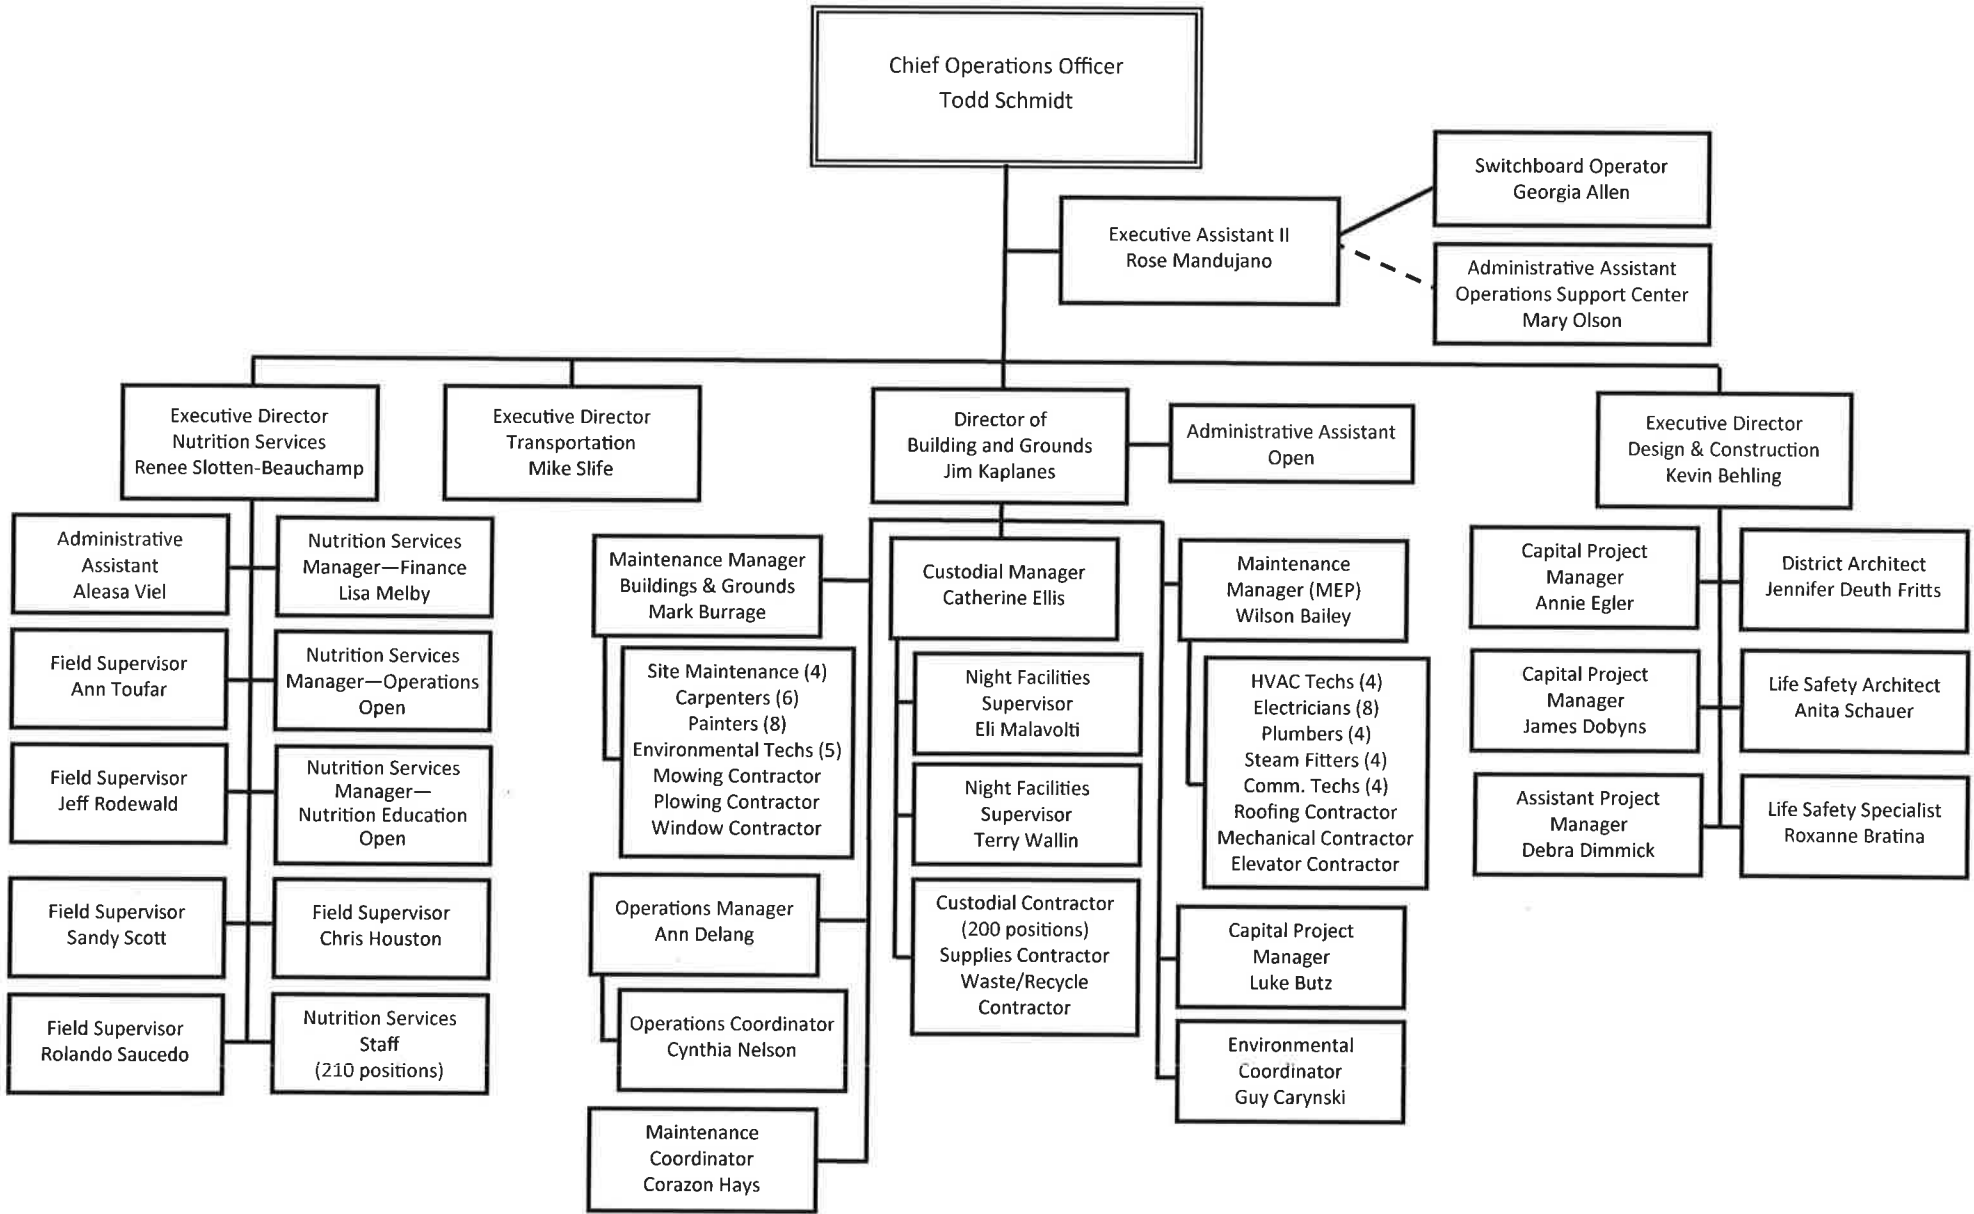 Chief Operations Officer
Todd Schmidt
Switchboard Operator
Georgia Allen
Executive Assistant II
Rose Mandujano
Administrative Assistant
Operations Support Center
Mary Olson
Executive Director
Nutrition Services
Renee Slotten-Beauchamp
Executive Director
Transportation
Mike Slife
Director of
Building and Grounds
Jim Kaplanes
Administrative Assistant
Open
Executive Director
Design & Construction
Kevin Behling
Administrative
Assistant
Aleasa Viel
Nutrition Services
Manager—Finance
Lisa Melby
Field Supervisor
Ann Toufar
Nutrition Services
Manager—Operations
Open
Field Supervisor
Jeff Rodewald
Nutrition Services
Manager—
Nutrition Education
Open
Field Supervisor
Sandy Scott
Field Supervisor
Chris Houston
Field Supervisor
Rolando Saucedo
Nutrition Services
Staff
(210 positions)
Maintenance Manager
Buildings & Grounds
Mark Burrage
Site Maintenance (4)
Carpenters (6)
Painters (8)
Environmental Techs (5)
Mowing Contractor
Plowing Contractor
Window Contractor
Operations Manager
Ann Delang
Operations Coordinator
Cynthia Nelson
Maintenance
Coordinator
Corazon Hays
Custodial Manager
Catherine Ellis
Night Facilities
Supervisor
Eli Malavolti
Night Facilities
Supervisor
Terry Wallin
Custodial Contractor
(200 positions)
Supplies Contractor
Waste/Recycle
Contractor
Maintenance
Manager (MEP)
Wilson Bailey
HVAC Techs (4)
Electricians (8)
Plumbers (4)
Steam Fitters (4)
Comm. Techs (4)
Roofing Contractor
Mechanical Contractor
Elevator Contractor
Capital Project
Manager
Luke Butz
Environmental
Coordinator
Guy Carynski
Capital Project
Manager
Annie Egler
District Architect
Jennifer Deuth Fritts
Capital Project
Manager
James Dobyns
Life Safety Architect
Anita Schauer
Assistant Project
Manager
Debra Dimmick
Life Safety Specialist
Roxanne Bratina